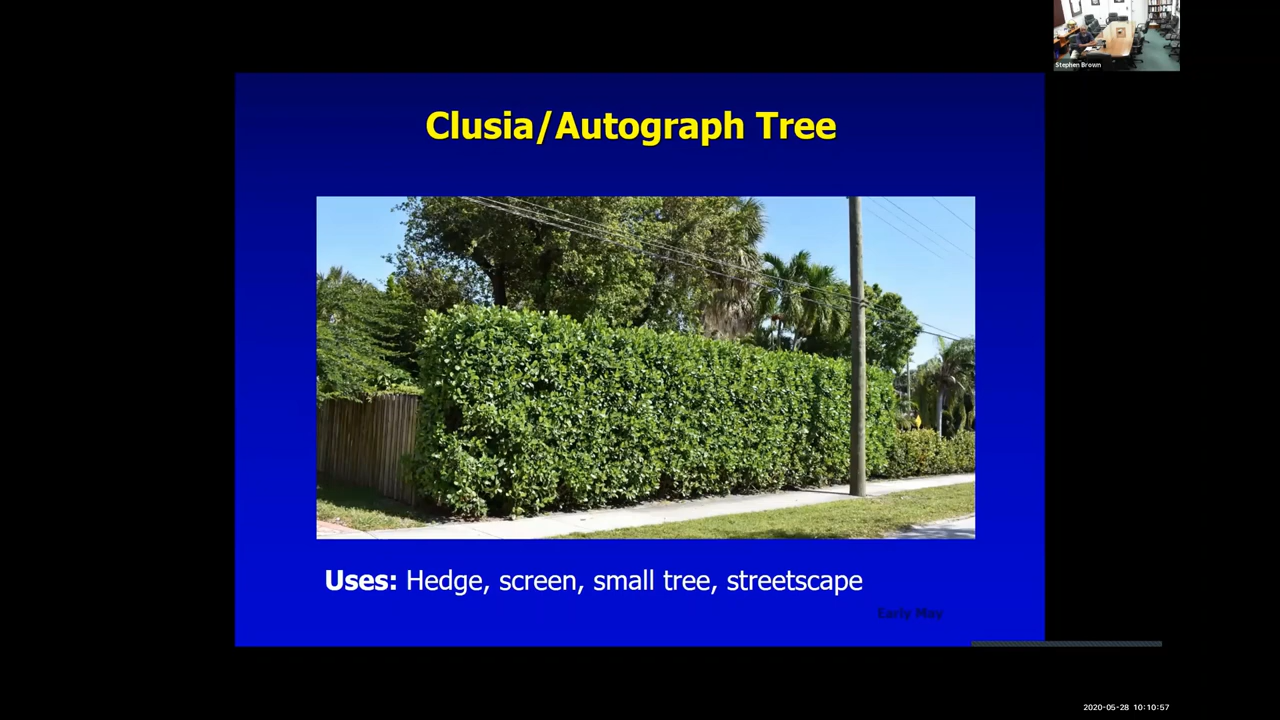 Stephen Brown
Clusia/Autograph Tree
Uses: Hedge, screen, small tree, streetscape
Early May
2020-05-28 10:10:57